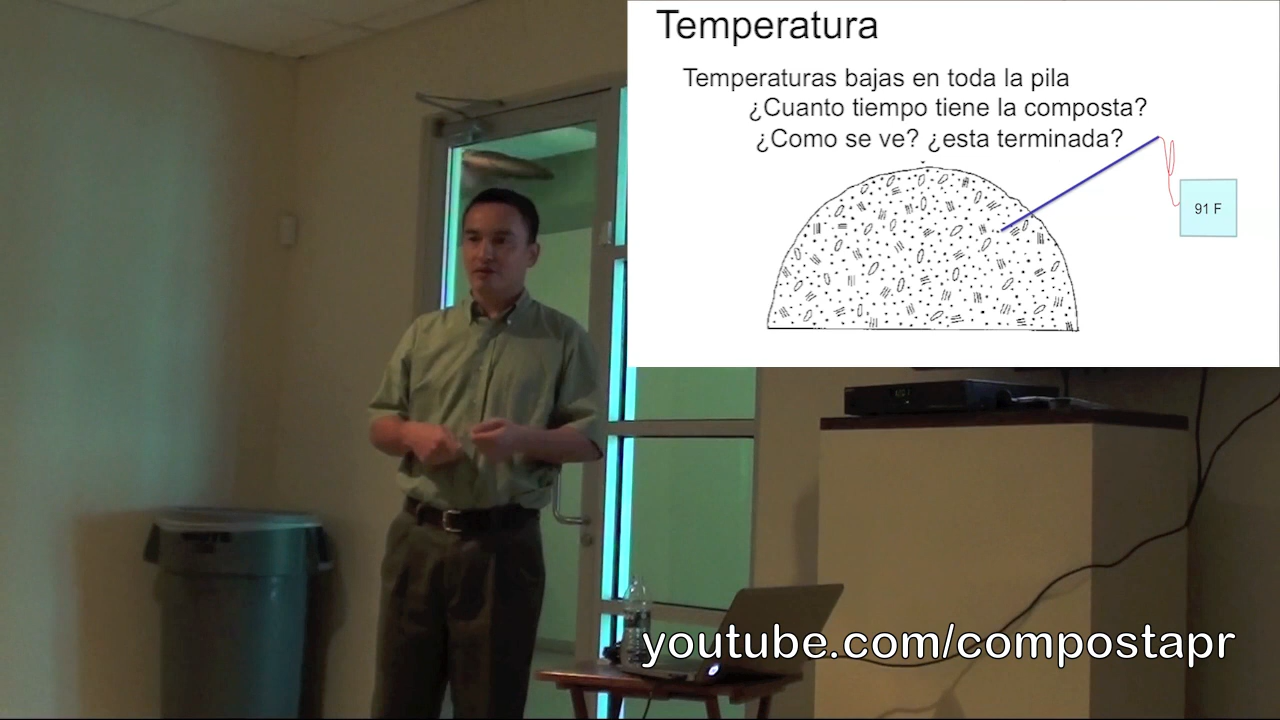 Temperatura
Temperaturas bajas en toda la pila
¿Cuanto tiempo tiene la composta?
¿Como se ve? ¿esta terminada?
91 F
youtube.com/compostapr